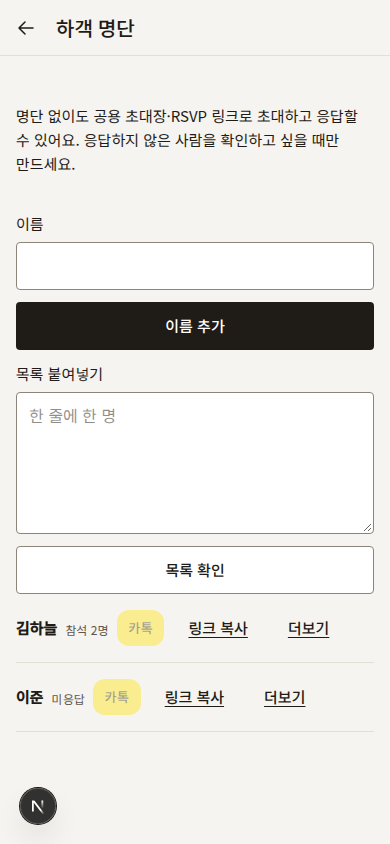 하객 명단
명단 없이도 공용 초대장·RSVP 링크로 초대하고 응답할
수 있어요. 응답하지 않은 사람을 확인하고 싶을 때만
만드세요.
이름
이름 추가
목록 붙여넣기
한 줄에 한 명
목록 확인
김하늘 참석 2명 카톡 링크 복사 더보기
이준 미응답 카톡 링크 복사 더보기
N